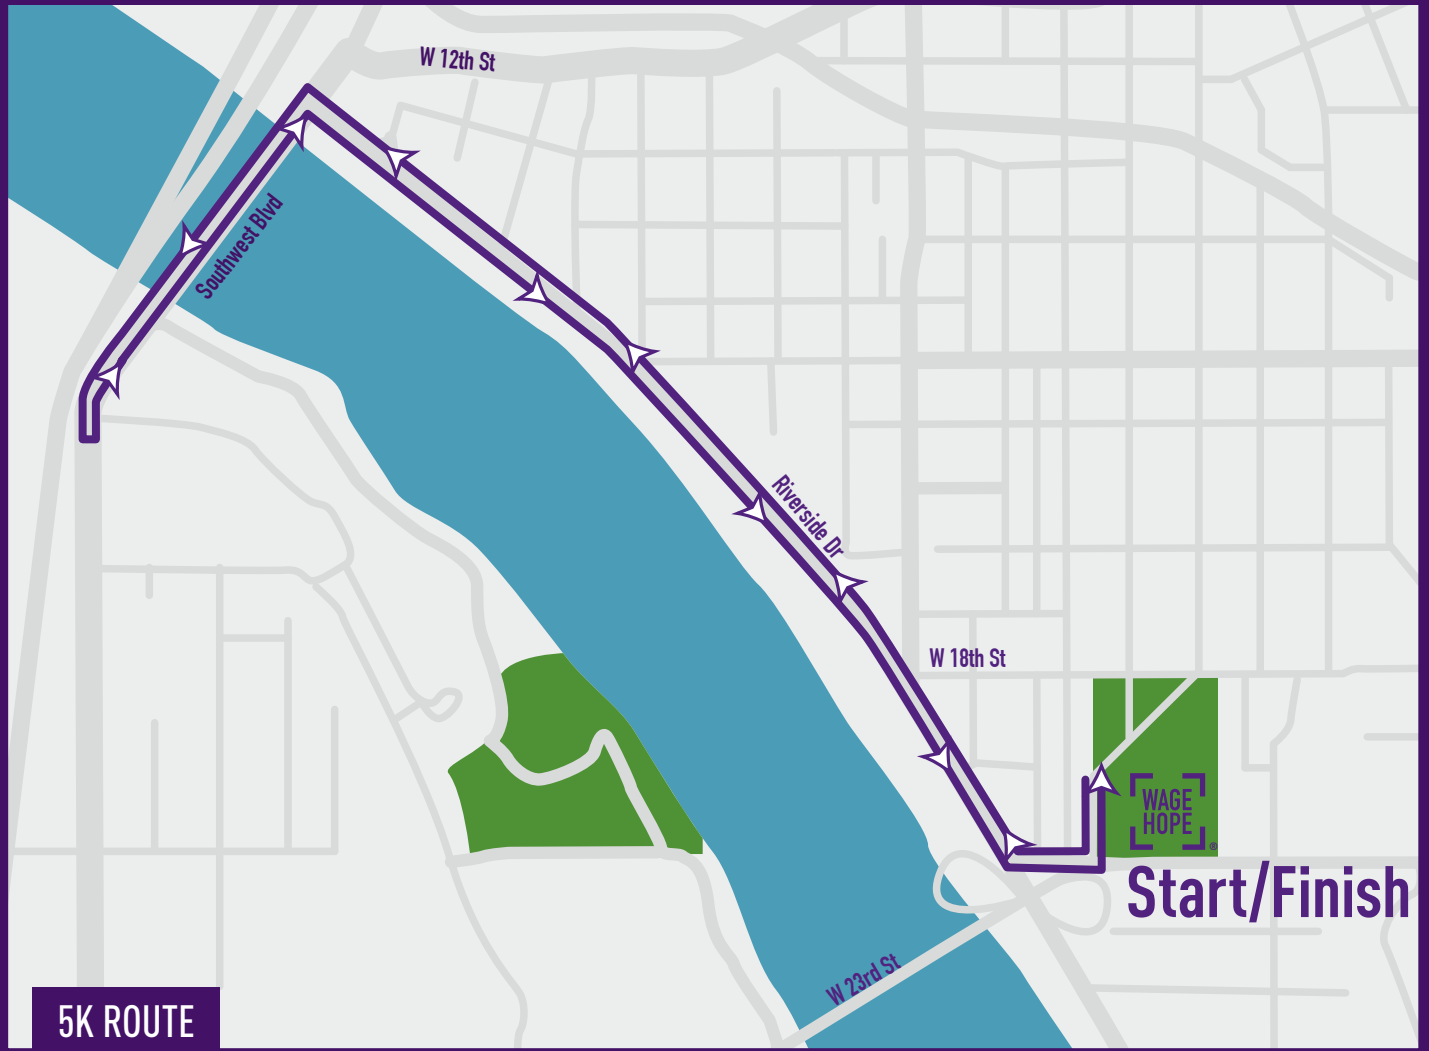 W 12th St
Southwest Blvd
Riverside Dr
W 18th St
WAGE
HOPE
®
Start/Finish
W 23rd St
5K ROUTE